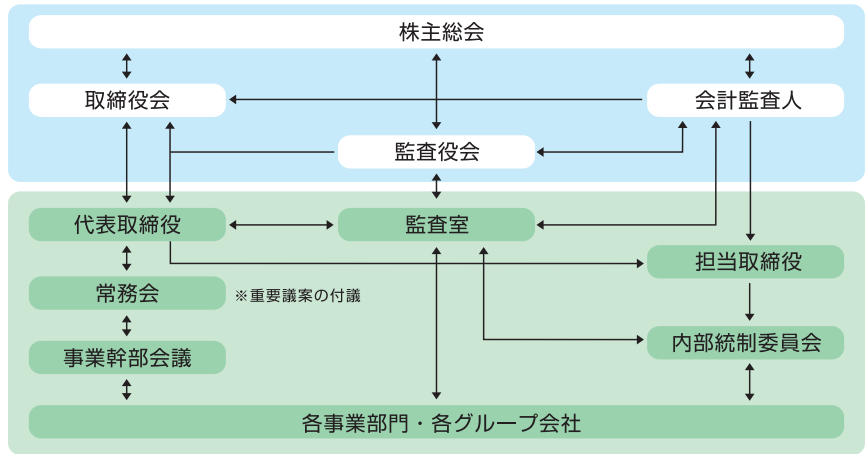 株主総会
取締役会
会計監査人
監査役会
代表取締役
監査室
担当取締役
常務会
※重要議案の付議
内部統制委員会
事業幹部会議
各事業部門・各グループ会社